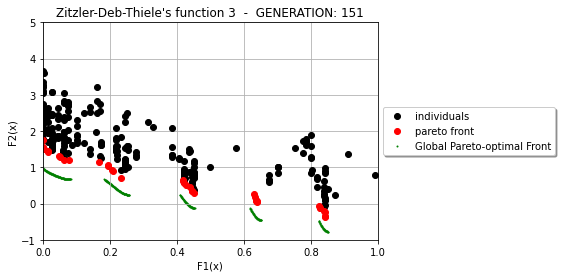 Zitzler-Deb-Thiele's function 3 - GENERATION: 151
5
4
3
2
1
0
−1
F2(x)
0.0 0.2 0.4 0.6 0.8 1.0
F1(x)
individuals
pareto front
Global Pareto-optimal Front